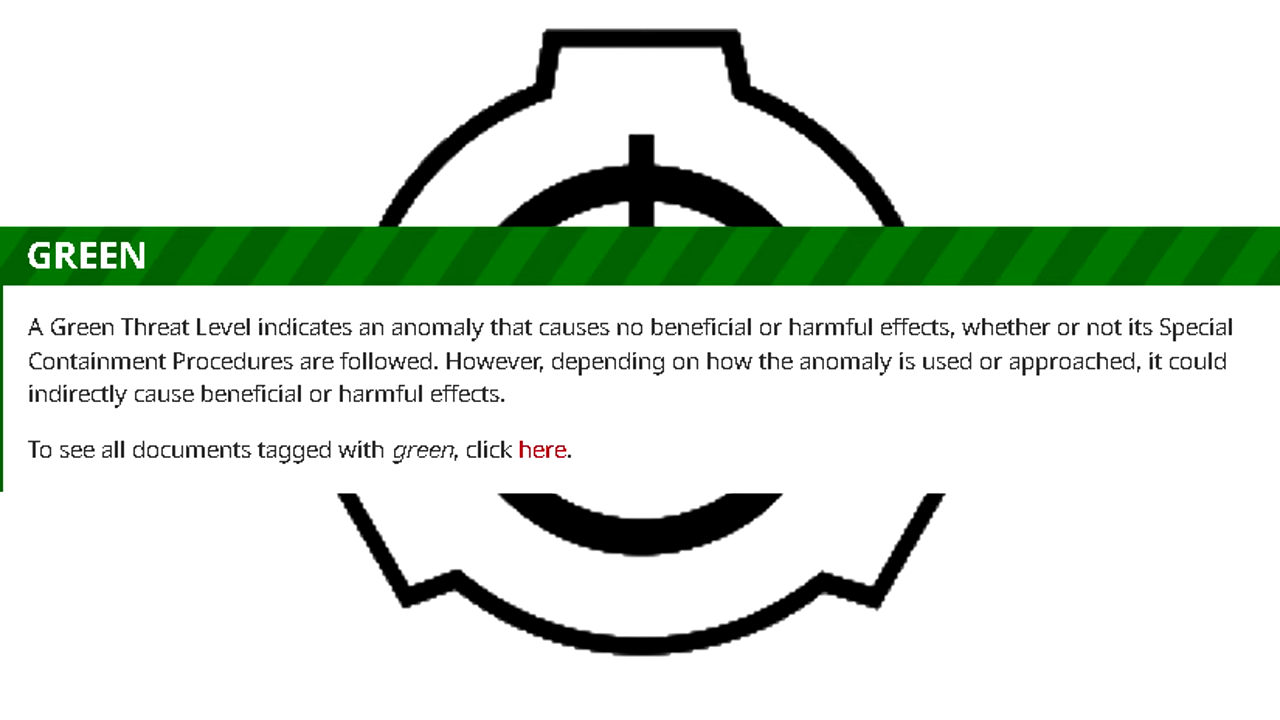 GREEN
A Green Threat Level indicates an anomaly that causes no beneficial or harmful effects, whether or not its Special
Containment Procedures are followed. However, depending on how the anomaly is used or approached, it could
indirectly cause beneficial or harmful effects.
To see all documents tagged with green, click here.